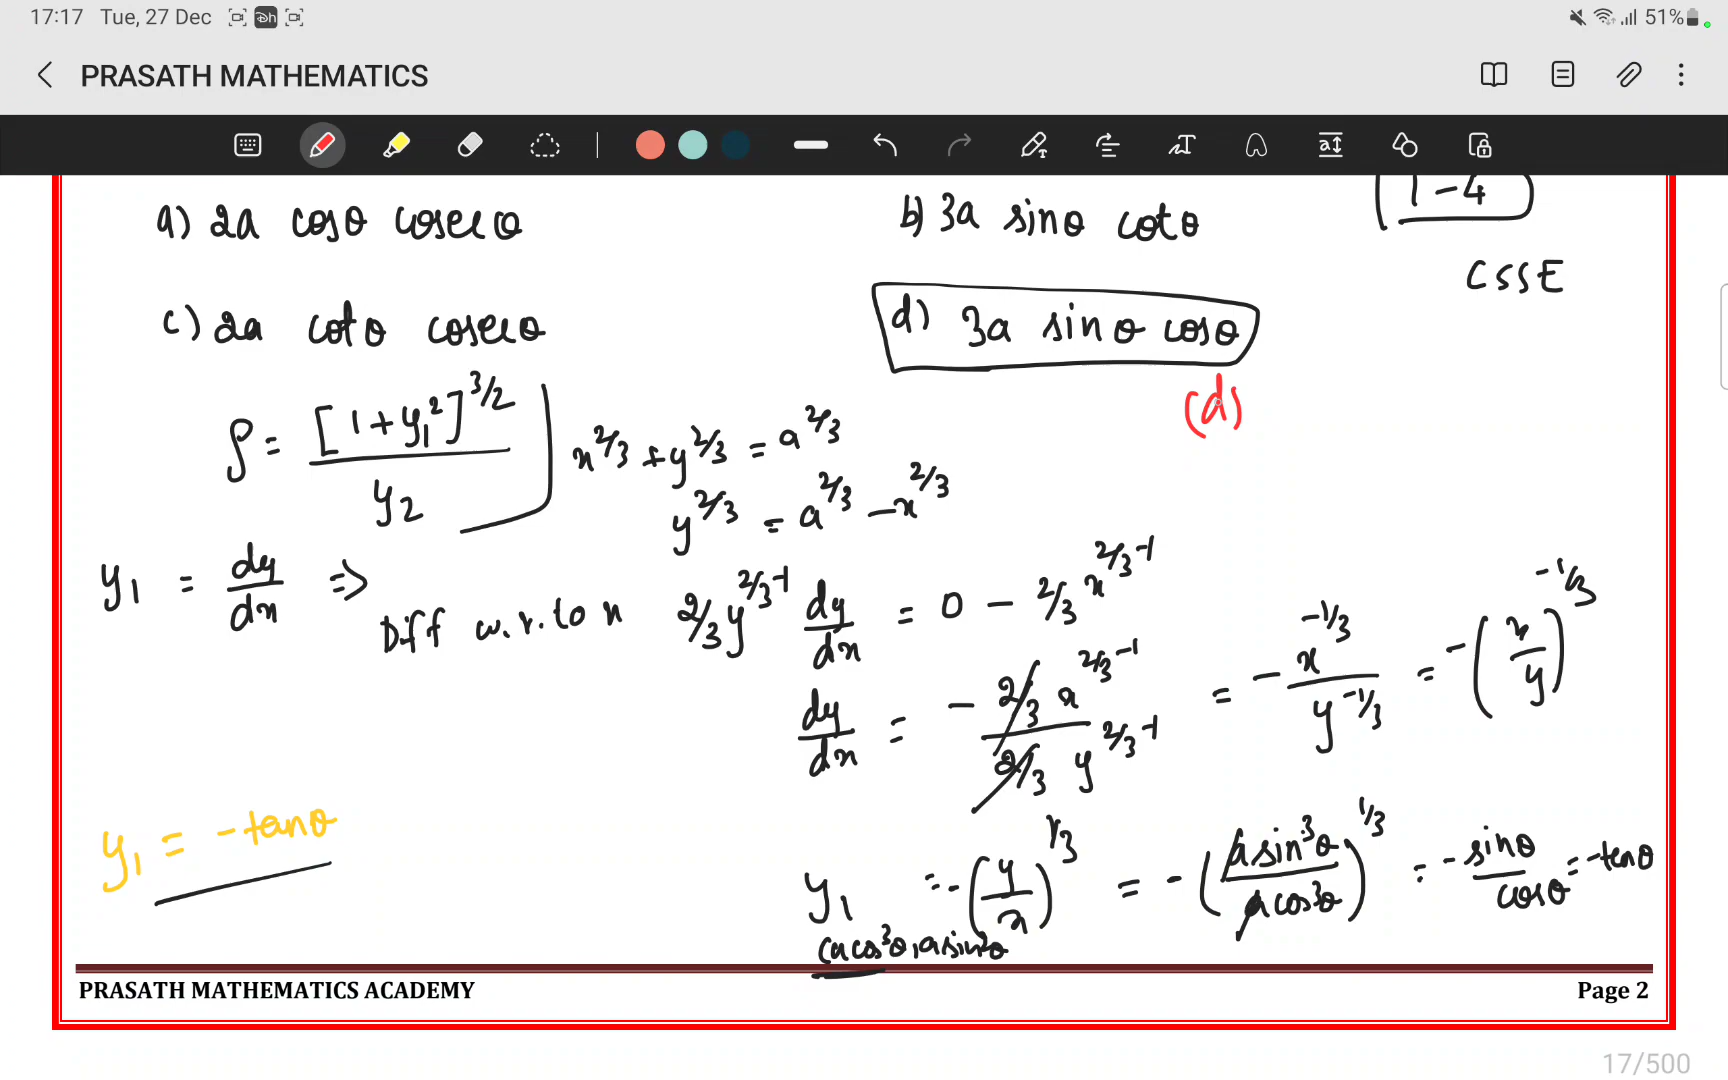 17:17 Tue, 27 Dec
51%
PRASATH MATHEMATICS
1-4
a) 2a cosθ cosecθ
b) 3a sinθ cotθ
CSSE
c) 2a cotθ cosecθ
d) 3a sinθ cosθ
(d)
ρ = [1+y₁²]^3/2 / y₂
x^2/3 + y^2/3 = a^2/3
y^2/3 = a^2/3 - x^2/3
y₁ = dy/dx ⇒
Diff w.r.to x 2/3 y^2/3-1 dy/dx = 0 - 2/3 x^2/3-1
dy/dx = - 2/3 x^2/3-1 / 2/3 y^2/3-1 = - x^-1/3 / y^-1/3 = -(x/y)^-1/3
y₁ = -tanθ
y₁ = -(y/x)^1/3 = -(a sin³θ / a cos³θ)^1/3 = - sinθ/cosθ = -tanθ
(a cos³θ, a sin³θ
PRASATH MATHEMATICS ACADEMY
Page 2
17/500